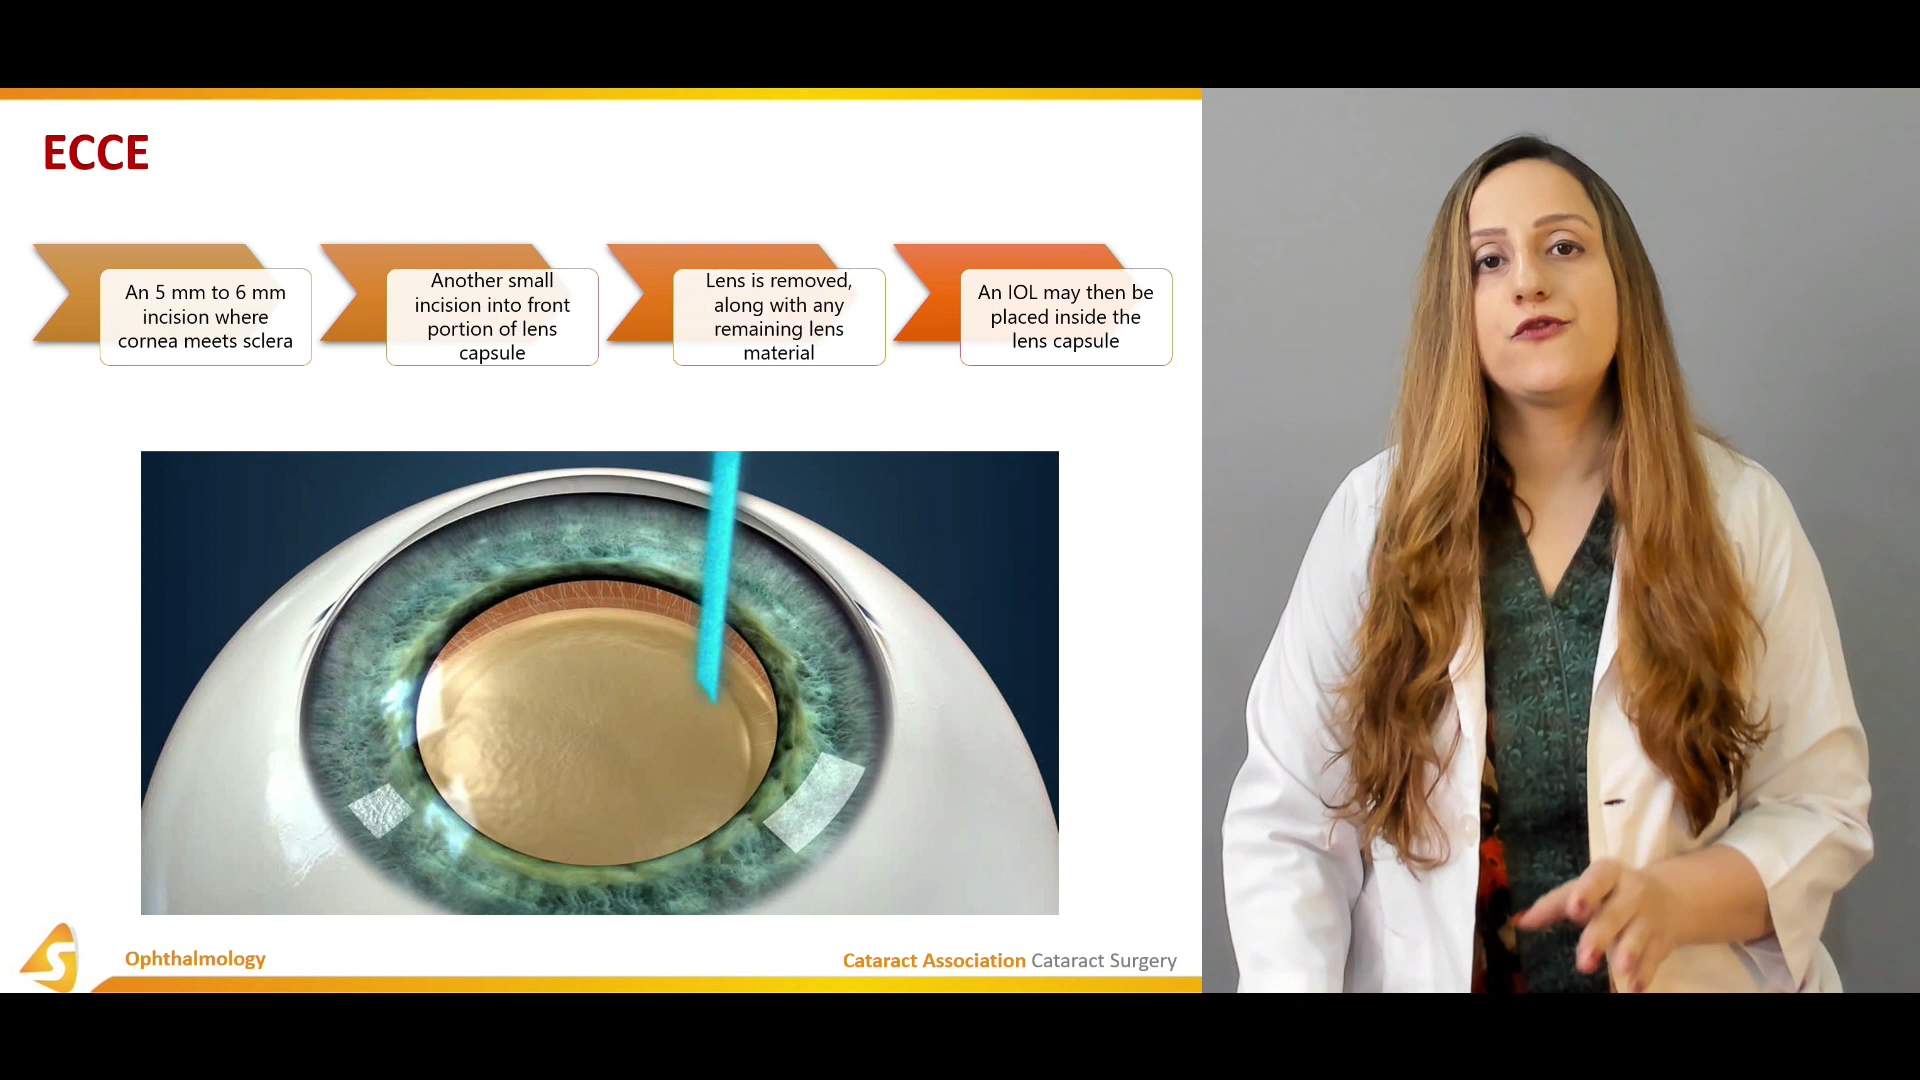 ECCE
An 5 mm to 6 mm
incision where
cornea meets sclera
Another small
incision into front
portion of lens
capsule
Lens is removed,
along with any
remaining lens
material
An IOL may then be
placed inside the
lens capsule
S
Ophthalmology
Cataract Association Cataract Surgery